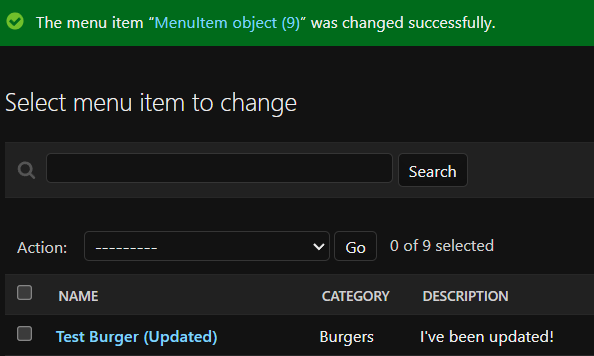 The menu item “MenuItem object (9)” was changed successfully.
Select menu item to change
Search
Action: --------- Go 0 of 9 selected
NAME CATEGORY DESCRIPTION
Test Burger (Updated) Burgers I've been updated!